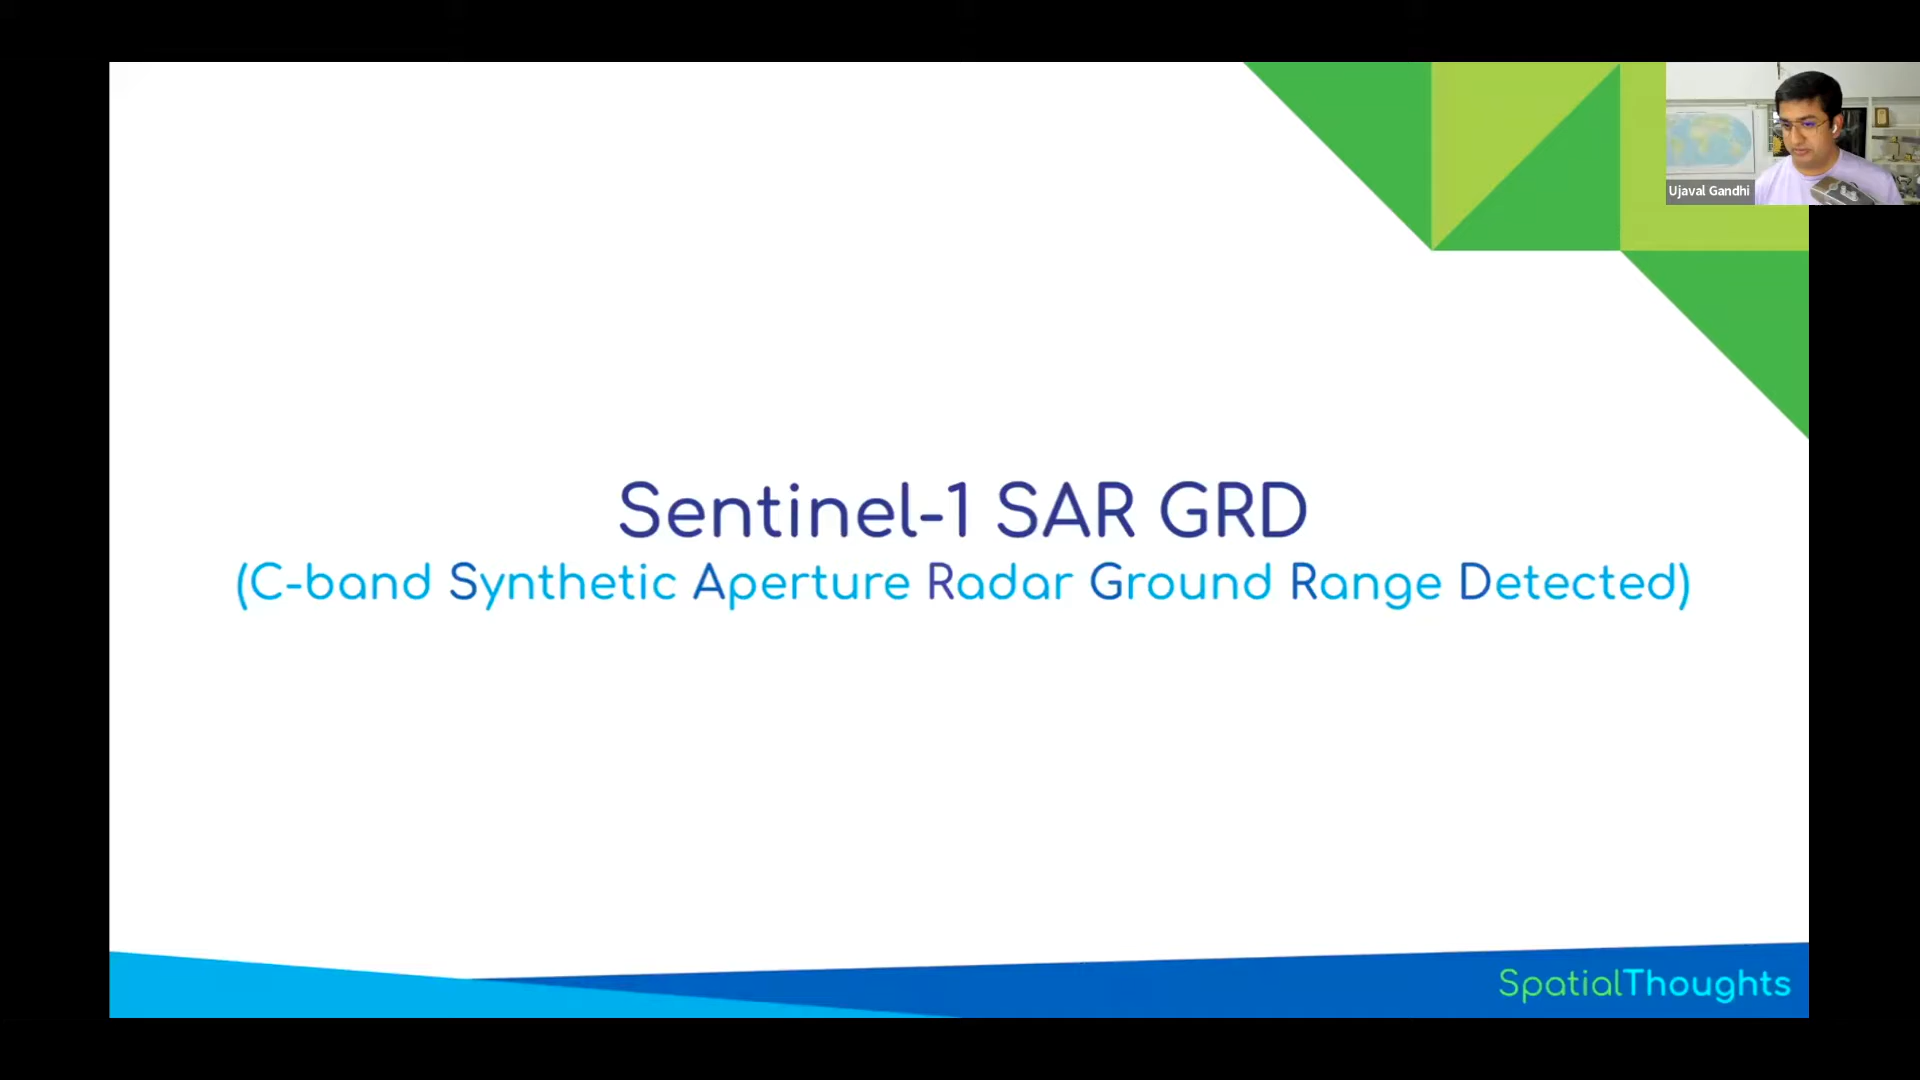 Ujaval Gandhi
Sentinel-1 SAR GRD
(C-band Synthetic Aperture Radar Ground Range Detected)
SpatialThoughts